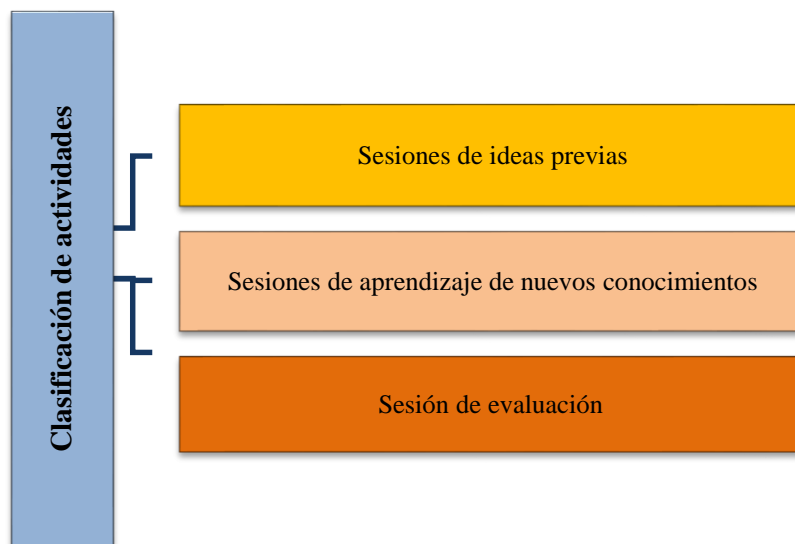 Clasificación de actividades
Sesiones de ideas previas
Sesiones de aprendizaje de nuevos conocimientos
Sesión de evaluación